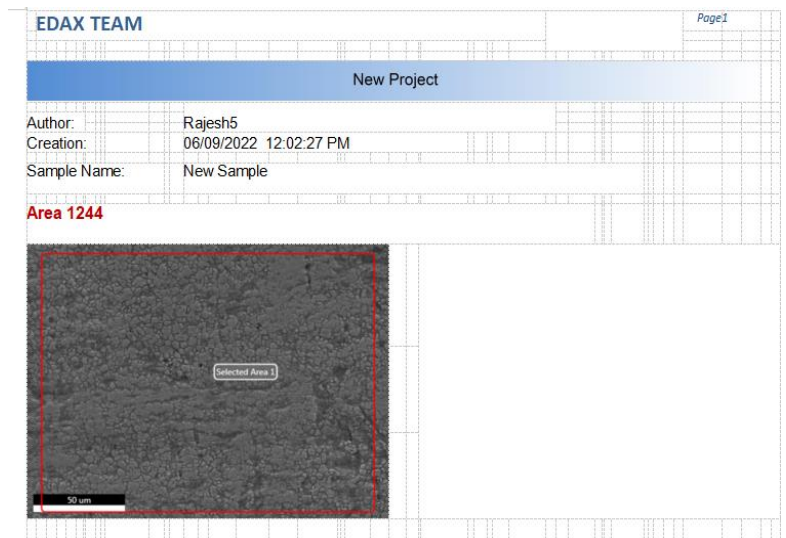 EDAX TEAM
Page1
New Project
Author: Rajesh5
Creation: 06/09/2022 12:02:27 PM
Sample Name: New Sample
Area 1244
Selected Area 1
50 um